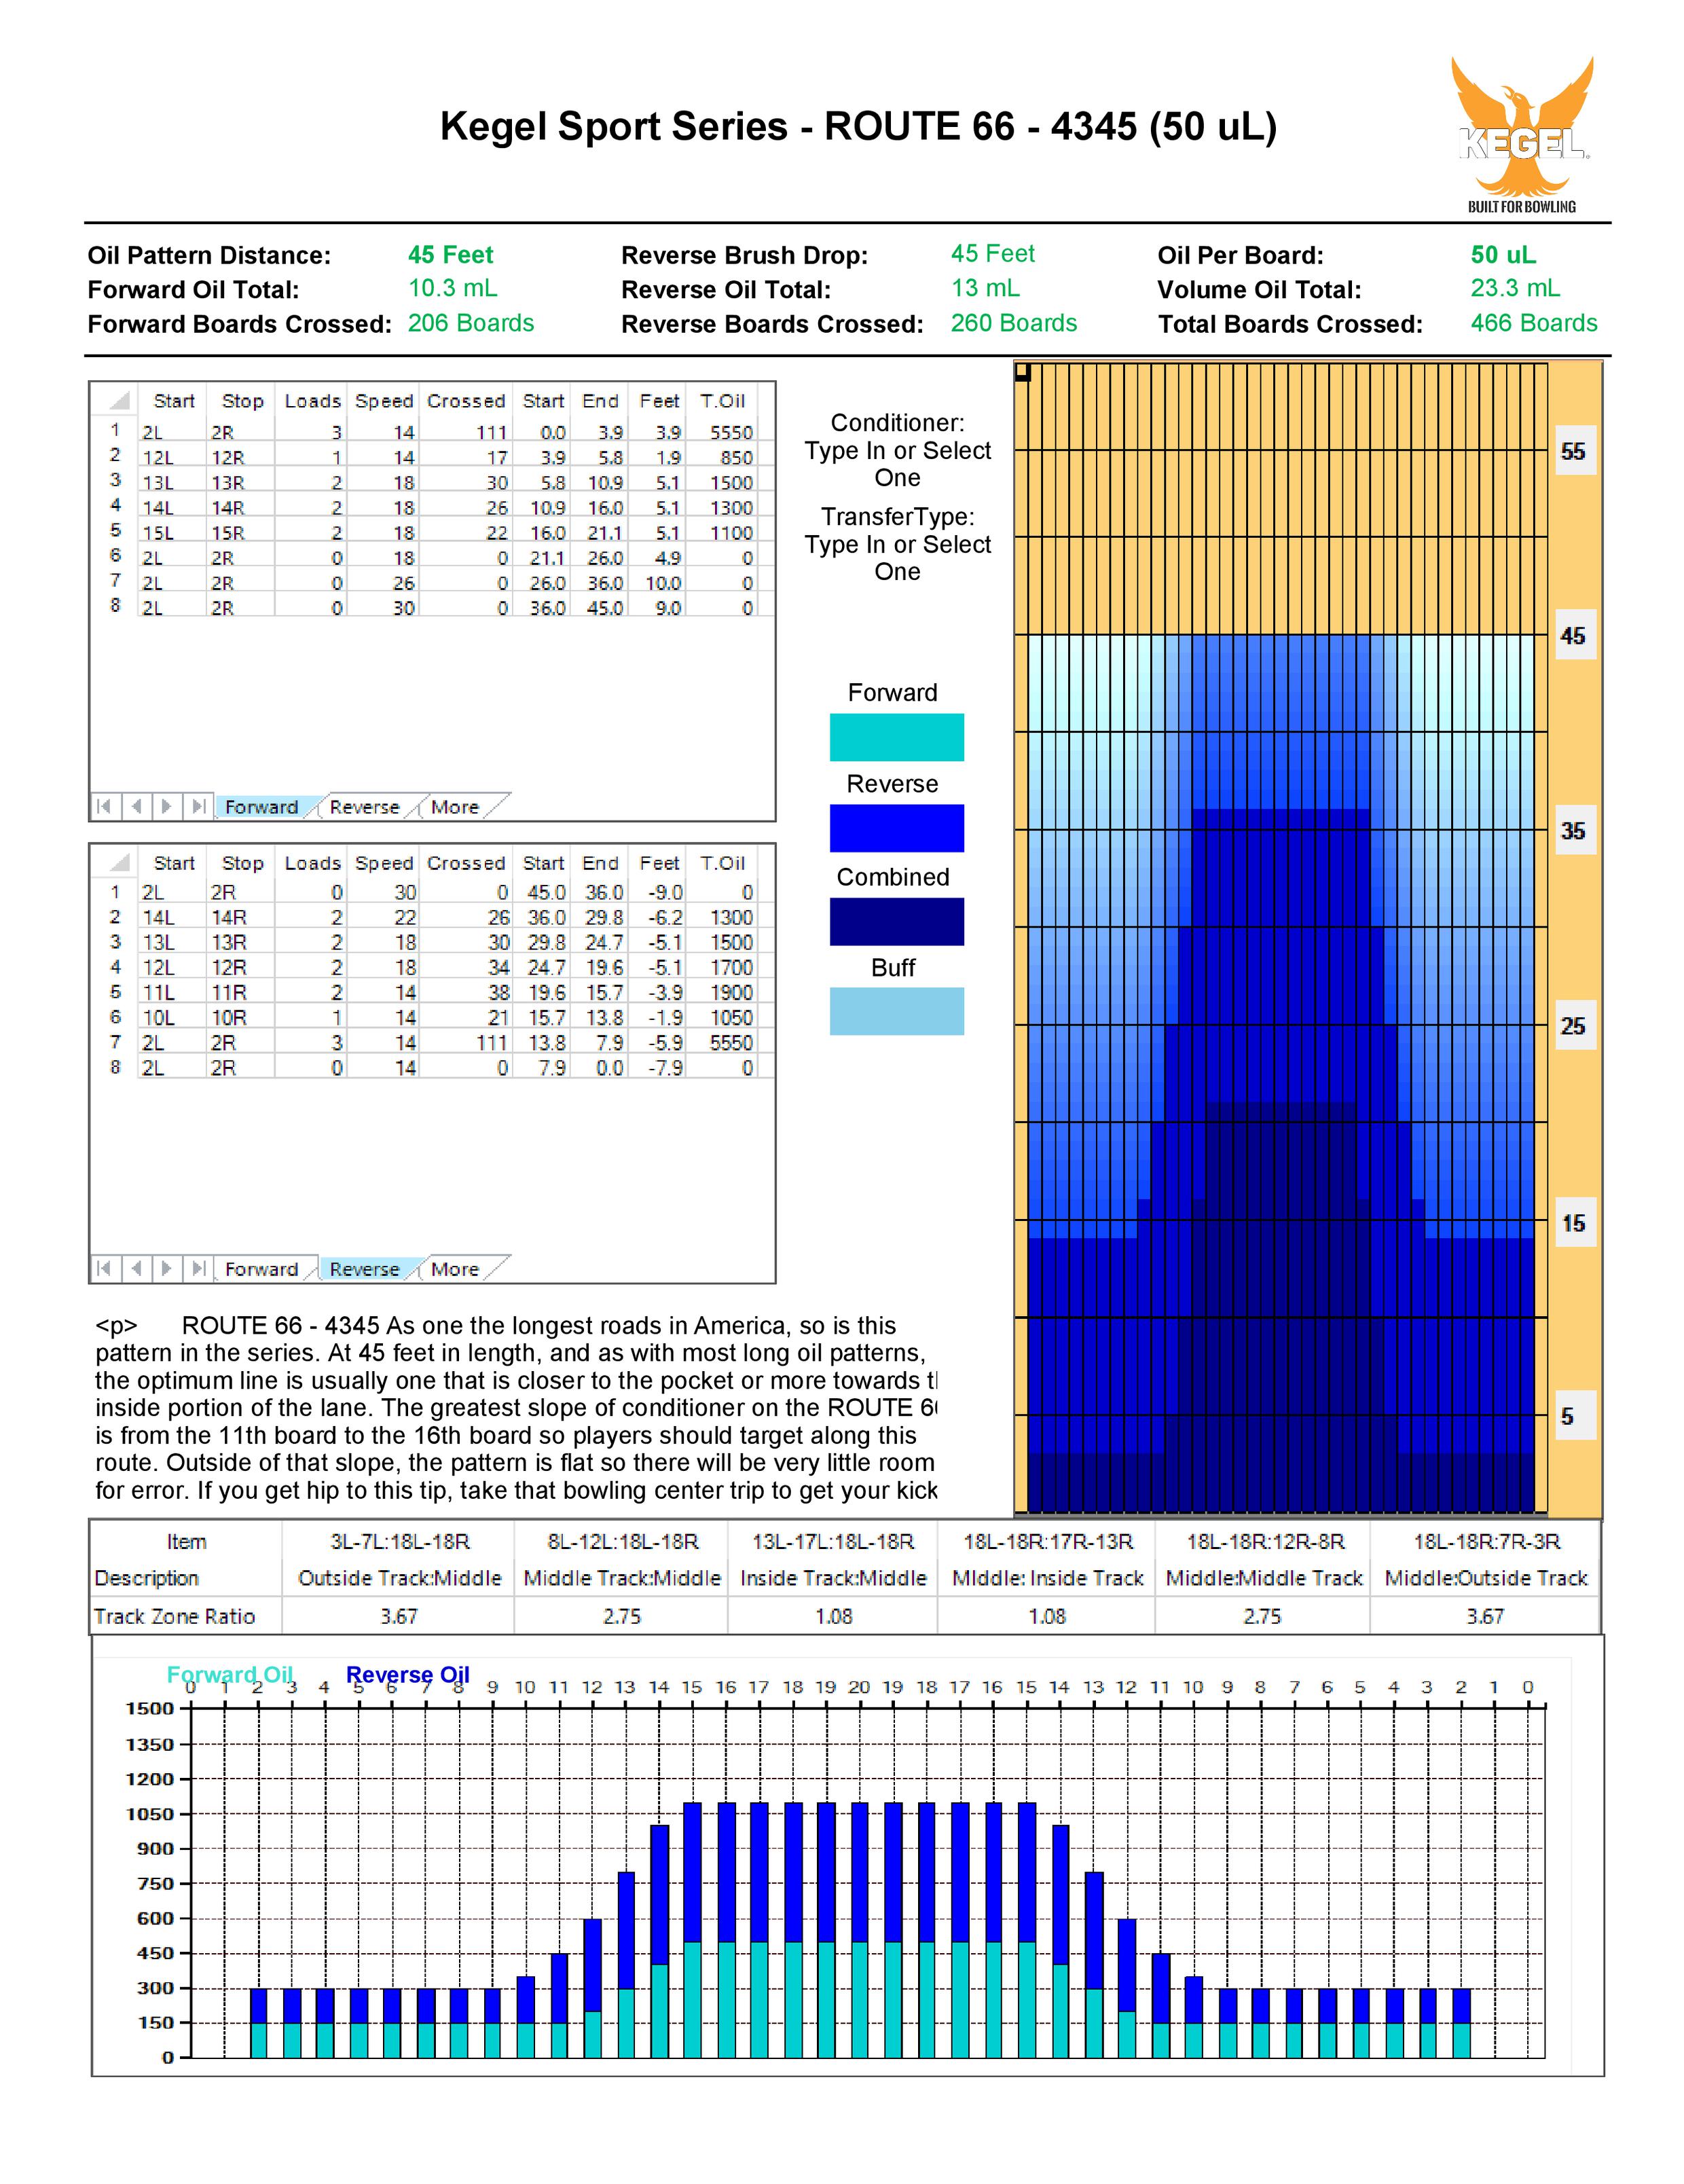 Kegel Sport Series - ROUTE 66 - 4345 (50 uL)
KEGEL
BUILT FOR BOWLING
Oil Pattern Distance: 45 Feet Reverse Brush Drop: 45 Feet Oil Per Board: 50 uL
Forward Oil Total: 10.3 mL Reverse Oil Total: 13 mL Volume Oil Total: 23.3 mL
Forward Boards Crossed: 206 Boards Reverse Boards Crossed: 260 Boards Total Boards Crossed: 466 Boards
Start Stop Loads Speed Crossed Start End Feet T.Oil
1 2L 2R 3 14 111 0.0 3.9 3.9 5550
2 12L 12R 1 14 17 3.9 5.8 1.9 850
3 13L 13R 2 18 30 5.8 10.9 5.1 1500
4 14L 14R 2 18 26 10.9 16.0 5.1 1300
5 15L 15R 2 18 22 16.0 21.1 5.1 1100
6 2L 2R 0 18 0 21.1 26.0 4.9 0
7 2L 2R 0 26 0 26.0 36.0 10.0 0
8 2L 2R 0 30 0 36.0 45.0 9.0 0
Forward Reverse More
Start Stop Loads Speed Crossed Start End Feet T.Oil
1 2L 2R 0 30 0 45.0 36.0 -9.0 0
2 14L 14R 2 22 26 36.0 29.8 -6.2 1300
3 13L 13R 2 18 30 29.8 24.7 -5.1 1500
4 12L 12R 2 18 34 24.7 19.6 -5.1 1700
5 11L 11R 2 14 38 19.6 15.7 -3.9 1900
6 10L 10R 1 14 21 15.7 13.8 -1.9 1050
7 2L 2R 3 14 111 13.8 7.9 -5.9 5550
8 2L 2R 0 14 0 7.9 0.0 -7.9 0
Forward Reverse More
Conditioner:
Type In or Select
One
TransferType:
Type In or Select
One
Forward
Reverse
Combined
Buff
55
45
35
25
15
5
<p> ROUTE 66 - 4345 As one the longest roads in America, so is this
pattern in the series. At 45 feet in length, and as with most long oil patterns,
the optimum line is usually one that is closer to the pocket or more towards t
inside portion of the lane. The greatest slope of conditioner on the ROUTE 6
is from the 11th board to the 16th board so players should target along this
route. Outside of that slope, the pattern is flat so there will be very little room
for error. If you get hip to this tip, take that bowling center trip to get your kick
Item 3L-7L:18L-18R 8L-12L:18L-18R 13L-17L:18L-18R 18L-18R:17R-13R 18L-18R:12R-8R 18L-18R:7R-3R
Description Outside Track:Middle Middle Track:Middle Inside Track:Middle MIddle: Inside Track Middle:Middle Track Middle:Outside Track
Track Zone Ratio 3.67 2.75 1.08 1.08 2.75 3.67
Forward Oil Reverse Oil
0 1 2 3 4 5 6 7 8 9 10 11 12 13 14 15 16 17 18 19 20 19 18 17 16 15 14 13 12 11 10 9 8 7 6 5 4 3 2 1 0
1500
1350
1200
1050
900
750
600
450
300
150
0